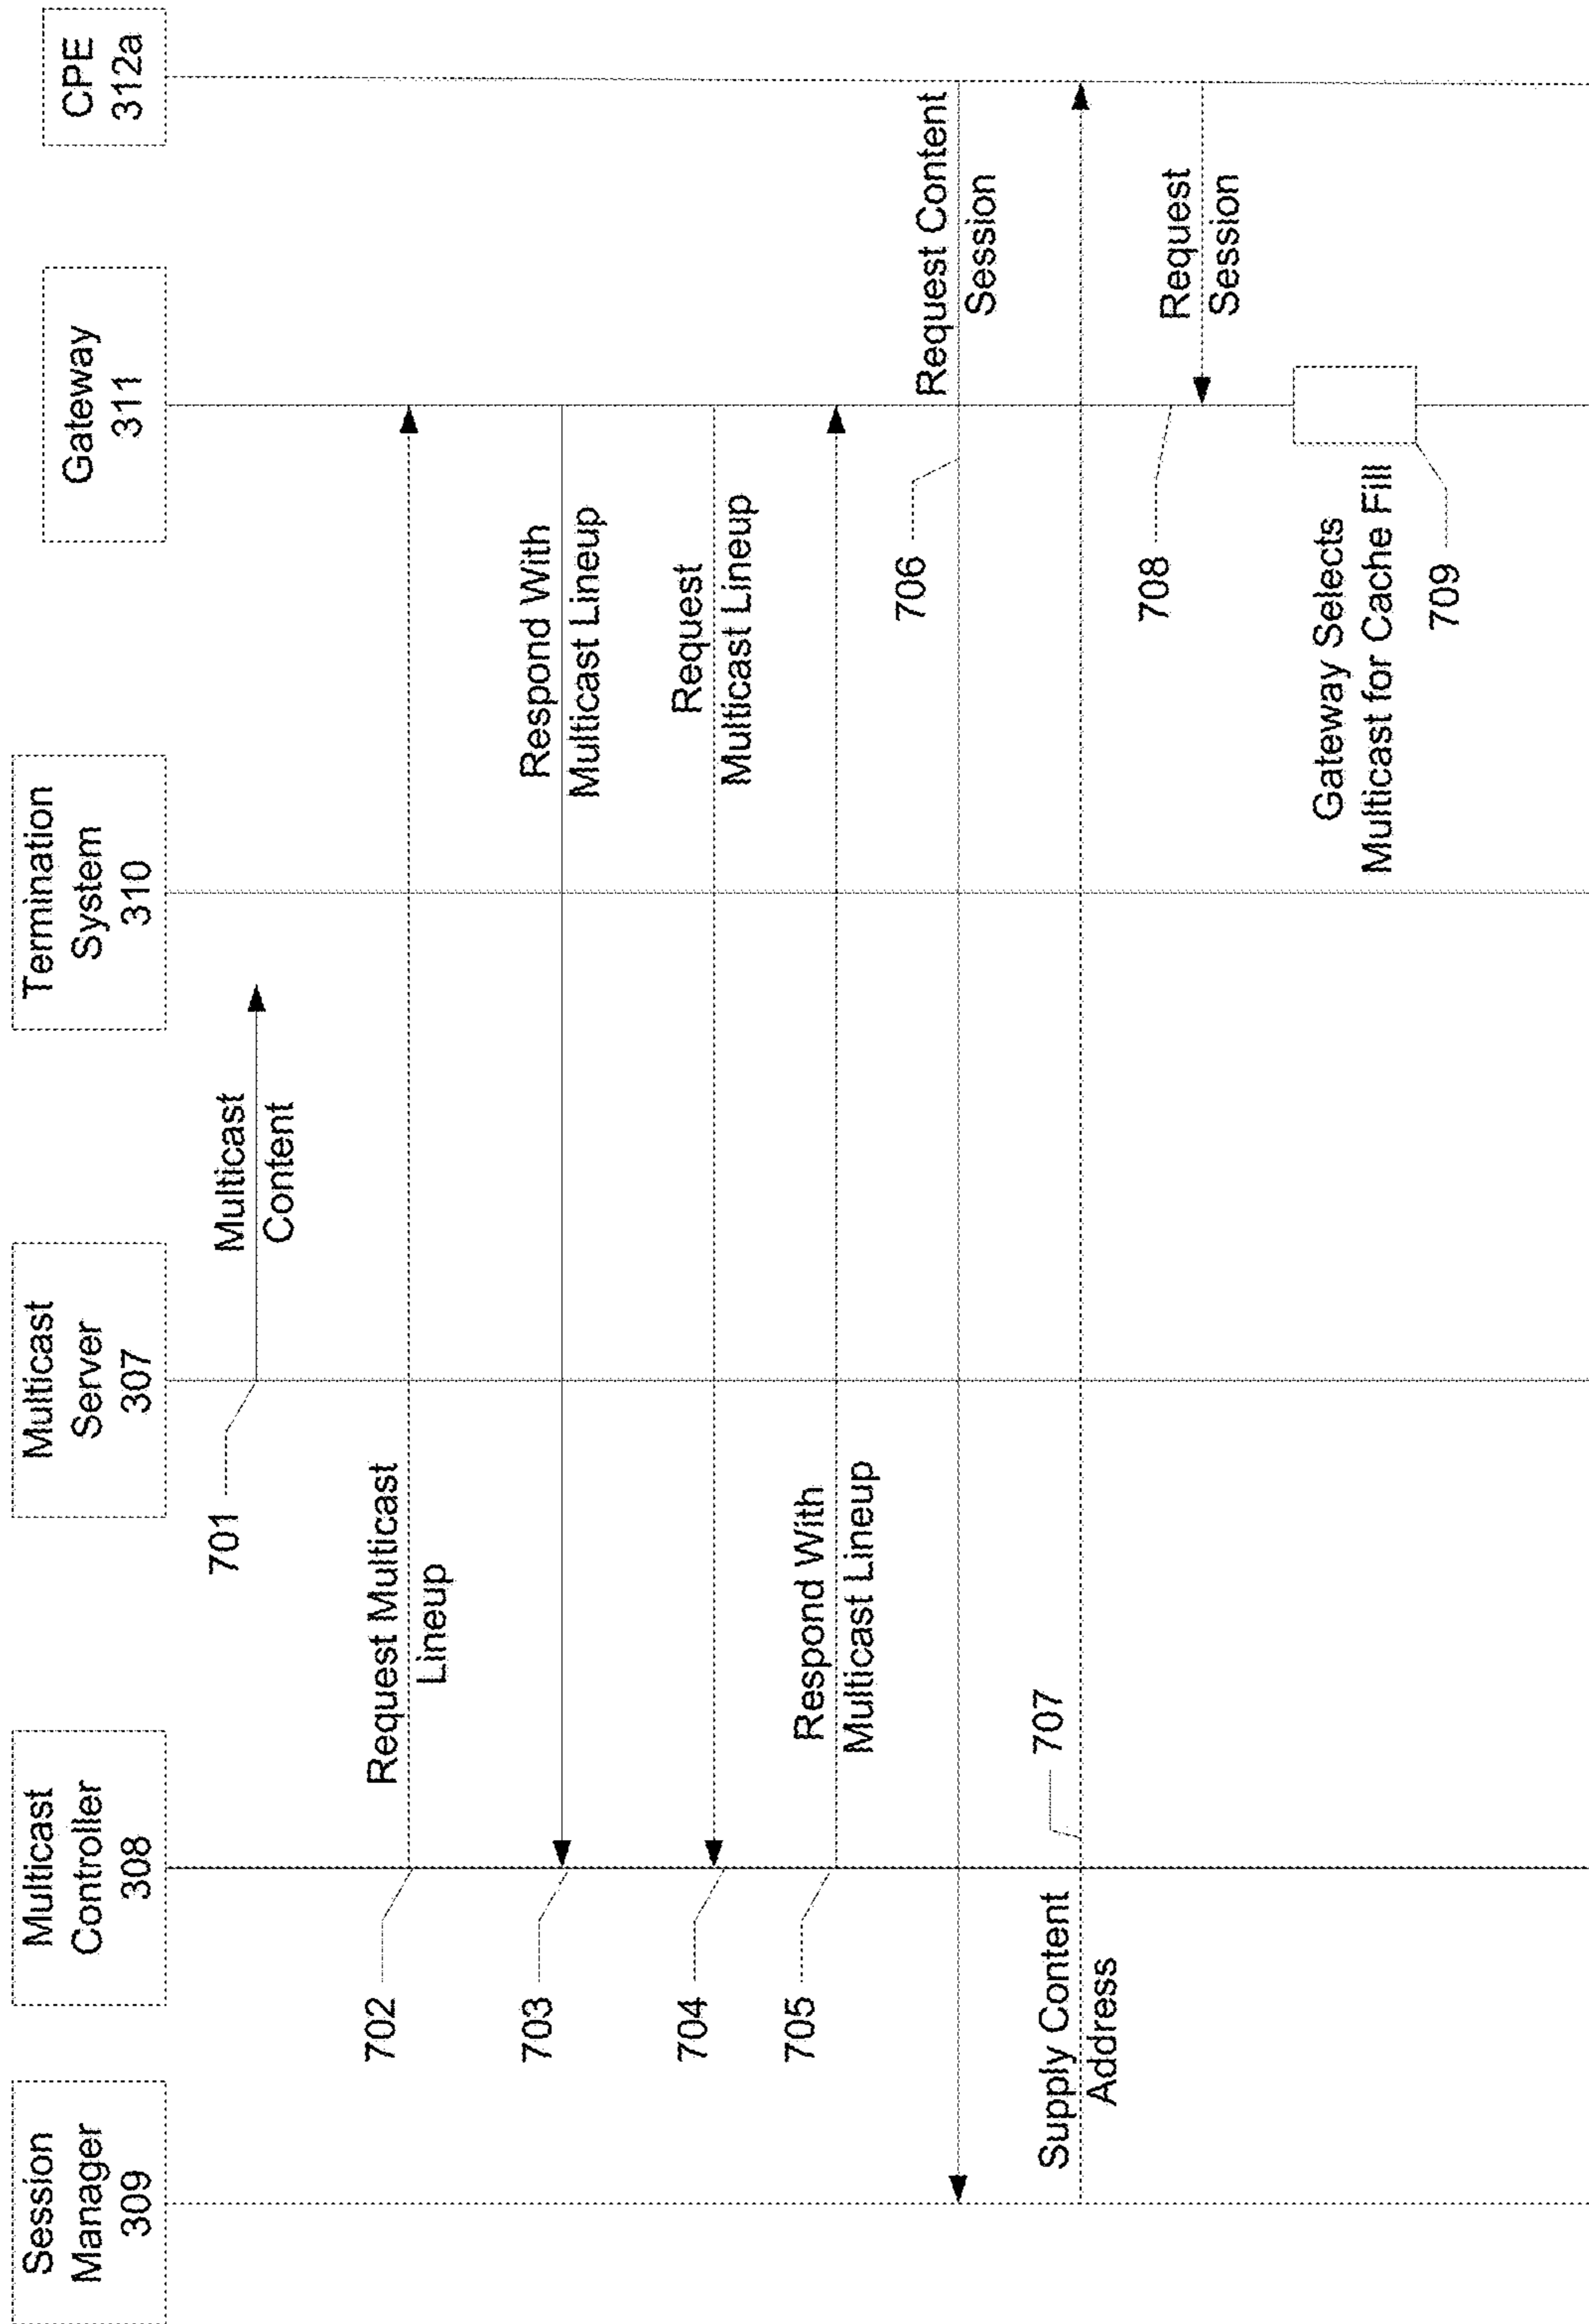 Session
Manager
309
Multicast
Controller
308
Multicast
Server
307
Termination
System
310
Gateway
311
CPE
312a
701
Multicast
Content
702
Request Multicast
Lineup
703
Respond With
Multicast Lineup
704
Request
Multicast Lineup
705
Respond With
Multicast Lineup
706
Request Content
Session
Supply Content
Address
707
708
Request
Session
Gateway Selects
Multicast for Cache Fill
709